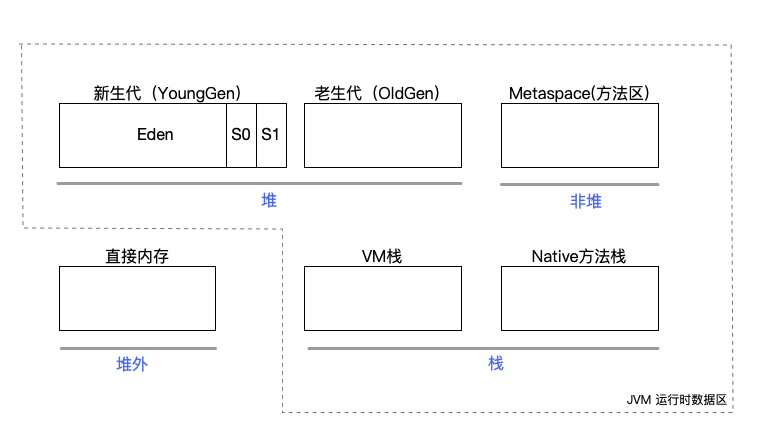 新生代（YoungGen）
老生代（OldGen）
Metaspace(方法区）
Eden
S0
S1
堆
非堆
直接内存
VM栈
Native方法栈
堆外
栈
JVM 运行时数据区